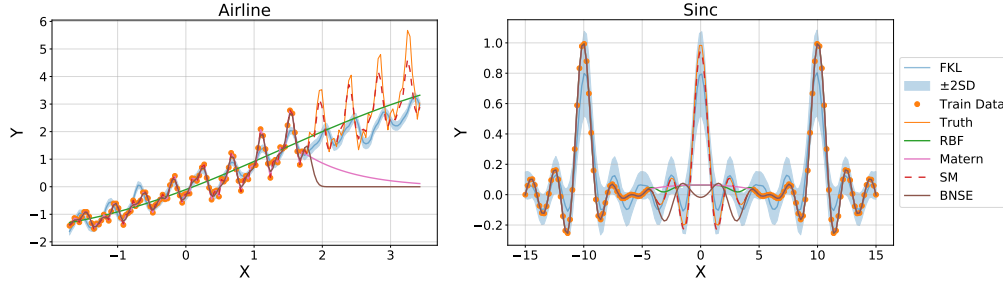 Airline
Y
6
5
4
3
2
1
0
−1
−2
−1
0
1
2
3
X
Sinc
Y
1.0
0.8
0.6
0.4
0.2
0.0
−0.2
−15
−10
−5
0
5
10
15
X
FKL
±2SD
Train Data
Truth
RBF
Matern
SM
BNSE